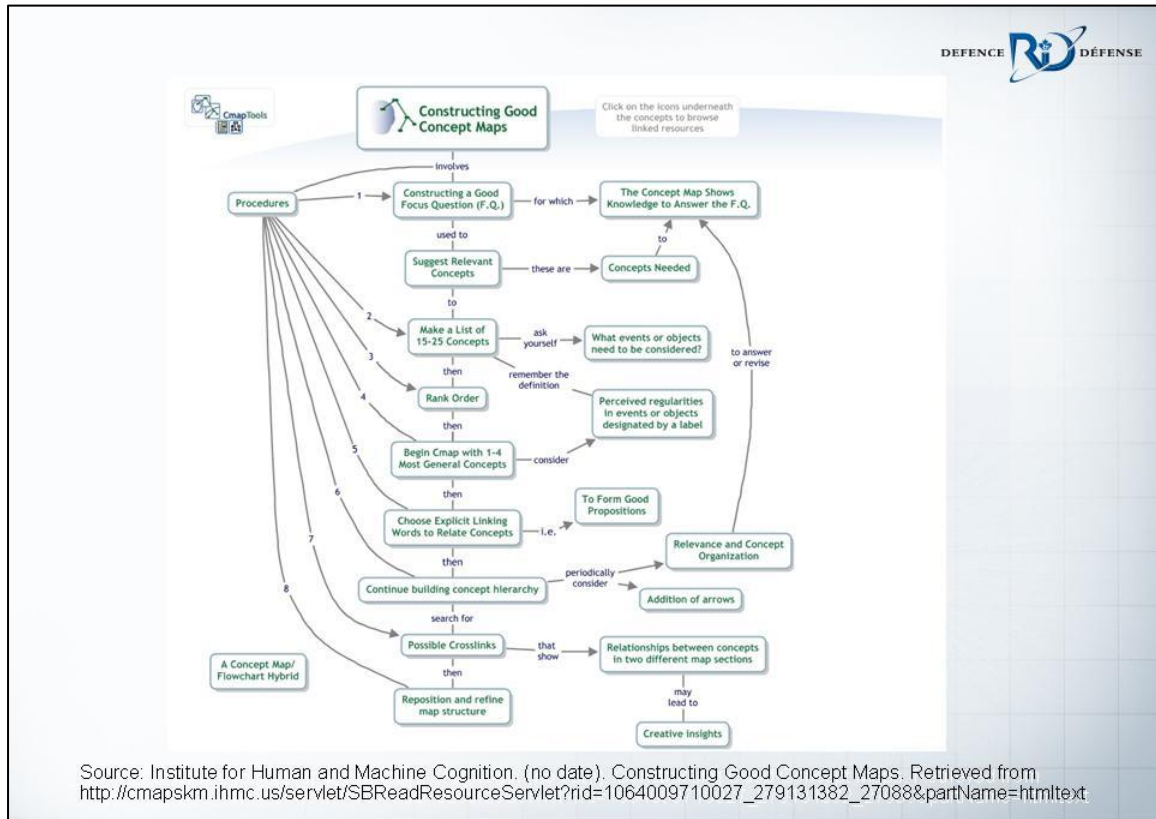 DEFENCE R&D DÉFENSE
CmapTools
Constructing Good
Concept Maps
Click on the icons underneath
the concepts to browse
linked resources
involves
Procedures
1
Constructing a Good
Focus Question (F.Q.)
for which
The Concept Map Shows
Knowledge to Answer the F.Q.
used to
to
Suggest Relevant
Concepts
these are
Concepts Needed
to
2
Make a List of
15-25 Concepts
ask
yourself
What events or objects
need to be considered?
to answer
or revise
3
then
remember the
definition
4
Rank Order
Perceived regularities
in events or objects
designated by a label
then
5
Begin Cmap with 1-4
Most General Concepts
consider
6
then
To Form Good
Propositions
Choose Explicit Linking
Words to Relate Concepts
i.e.
7
then
Relevance and Concept
Organization
8
Continue building concept hierarchy
periodically
consider
Addition of arrows
search for
Possible Crosslinks
that
show
Relationships between concepts
in two different map sections
A Concept Map/
Flowchart Hybrid
then
Reposition and refine
map structure
may
lead to
Creative Insights
Source: Institute for Human and Machine Cognition. (no date). Constructing Good Concept Maps. Retrieved from
http://cmapskm.ihmc.us/servlet/SBReadResourceServlet?rid=1064009710027_279131382_27088&partName=htmltext